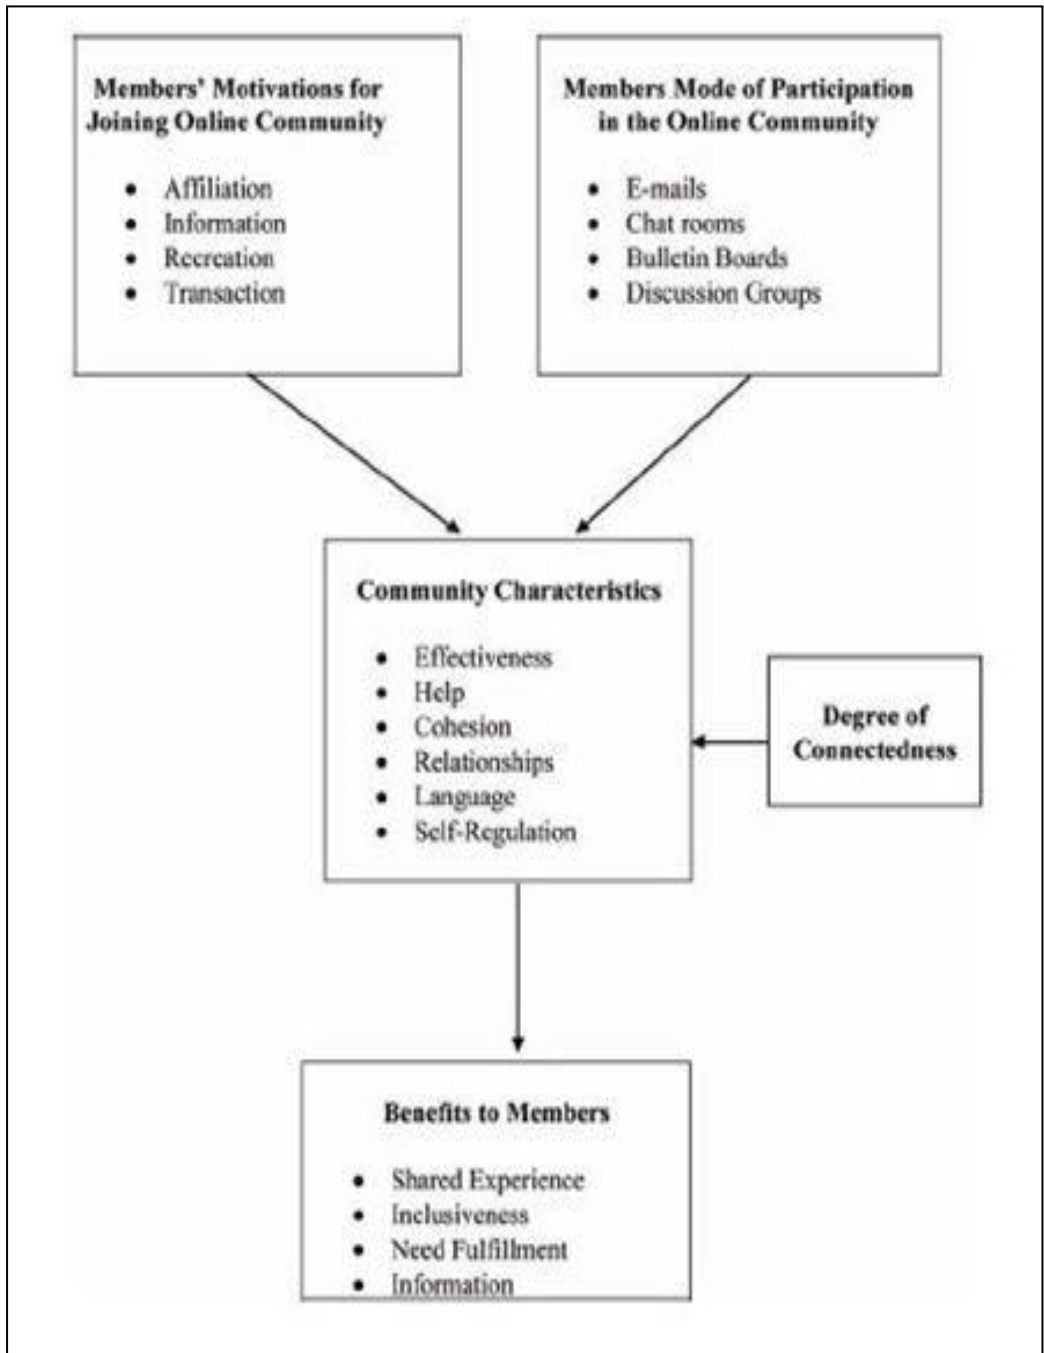 Members' Motivations for
Joining Online Community
• Affiliation
• Information
• Recreation
• Transaction
Members Mode of Participation
in the Online Community
• E-mails
• Chat rooms
• Bulletin Boards
• Discussion Groups
Community Characteristics
• Effectiveness
• Help
• Cohesion
• Relationships
• Language
• Self-Regulation
Degree of
Connectedness
Benefits to Members
• Shared Experience
• Inclusiveness
• Need Fulfillment
• Information